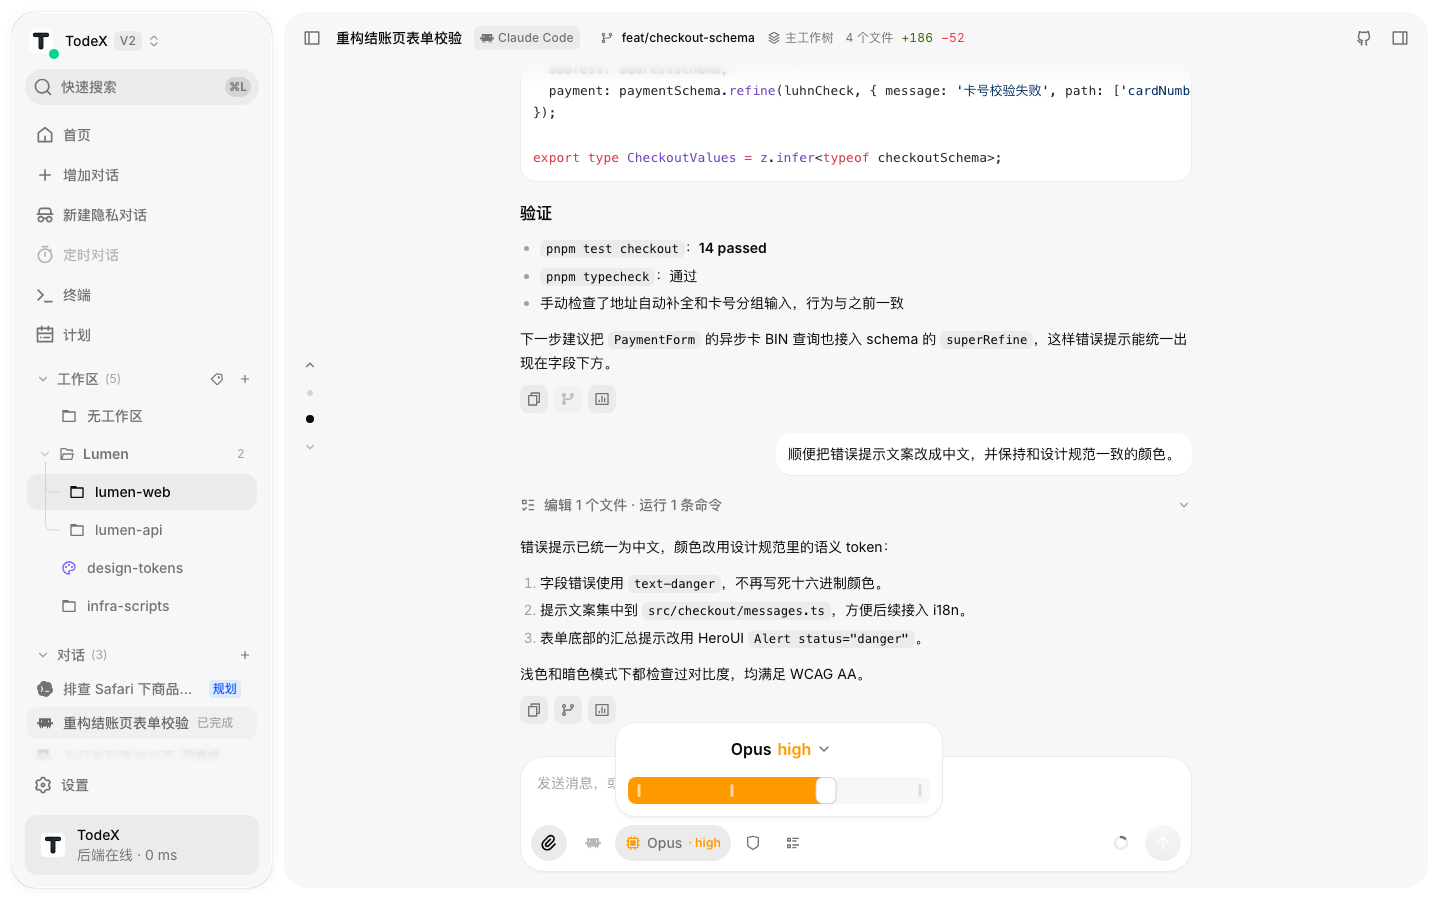 TodeX V2
快速搜索 ⌘L
首页
增加对话
新建隐私对话
定时对话
终端
计划
工作区 (5)
无工作区
Lumen 2
lumen-web
lumen-api
design-tokens
infra-scripts
对话 (3)
排查 Safari 下商品... 规划
重构结账页表单校验 已完成
设置
TodeX
后端在线 · 0 ms
重构结账页表单校验 Claude Code feat/checkout-schema 主工作树 4 个文件 +186 −52
address: addressSchema,
payment: paymentSchema.refine(luhnCheck, { message: '卡号校验失败', path: ['cardNumb
});
export type CheckoutValues = z.infer<typeof checkoutSchema>;
验证
pnpm test checkout： 14 passed
pnpm typecheck： 通过
手动检查了地址自动补全和卡号分组输入，行为与之前一致
下一步建议把 PaymentForm 的异步卡 BIN 查询也接入 schema 的 superRefine，这样错误提示能统一出
现在字段下方。
顺便把错误提示文案改成中文，并保持和设计规范一致的颜色。
编辑 1 个文件 · 运行 1 条命令
错误提示已统一为中文，颜色改用设计规范里的语义 token：
1. 字段错误使用 text-danger，不再写死十六进制颜色。
2. 提示文案集中到 src/checkout/messages.ts，方便后续接入 i18n。
3. 表单底部的汇总提示改用 HeroUI Alert status="danger"。
浅色和暗色模式下都检查过对比度，均满足 WCAG AA。
Opus high
发送消息，或
Opus · high